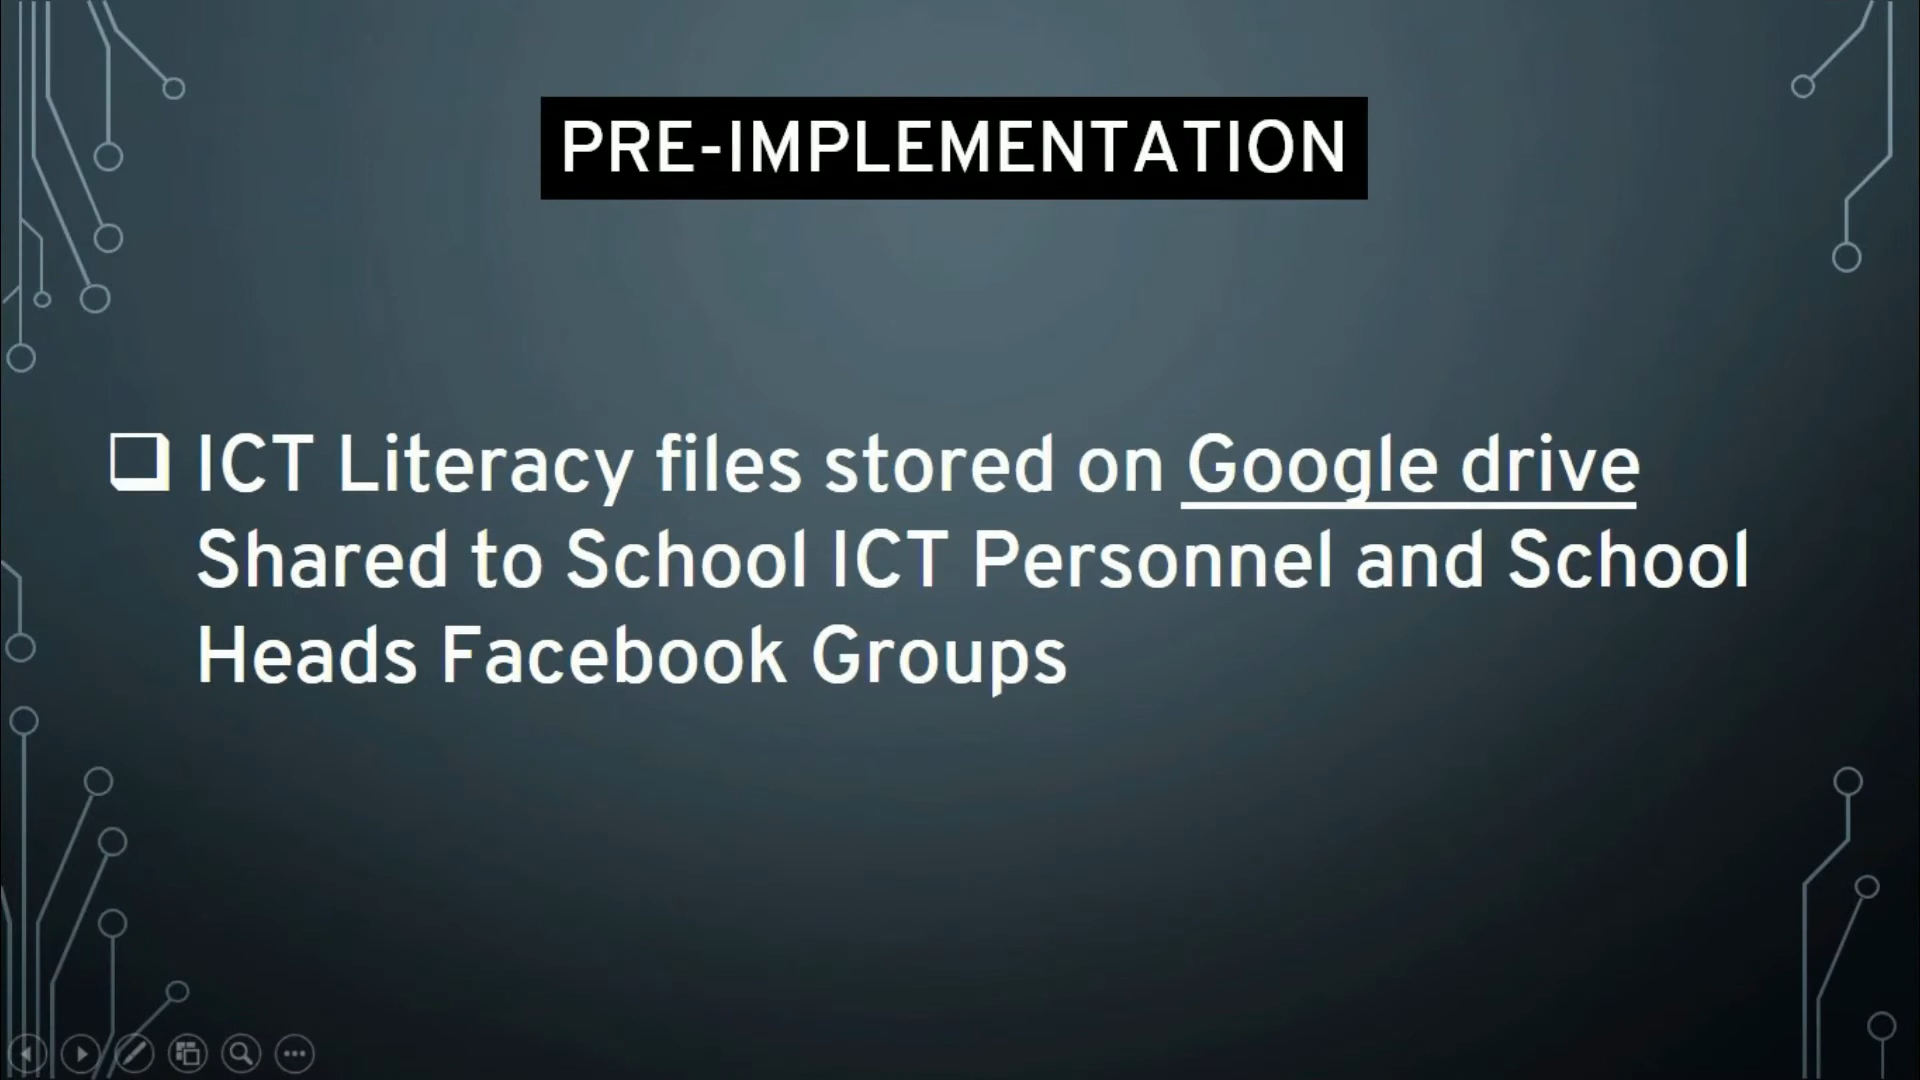 PRE-IMPLEMENTATION
ICT Literacy files stored on Google drive
Shared to School ICT Personnel and School
Heads Facebook Groups